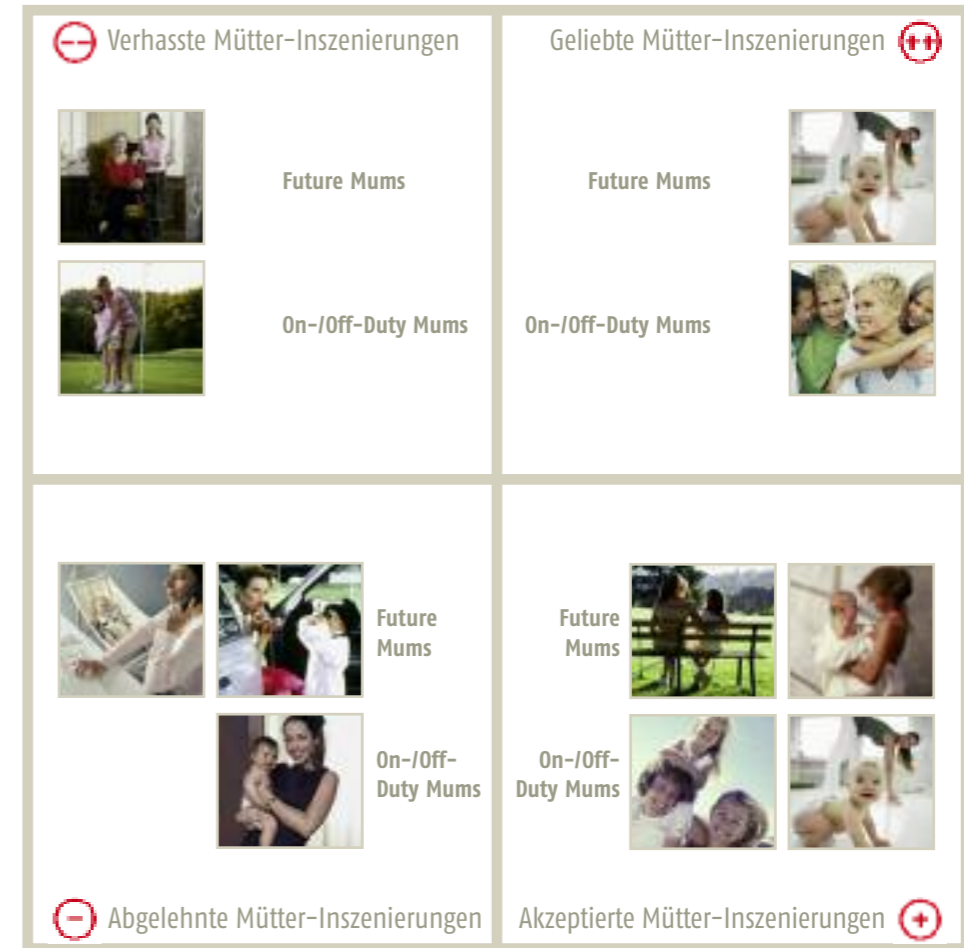 Verhasste Mütter-Inszenierungen
Geliebte Mütter-Inszenierungen
Future Mums
Future Mums
On-/Off-Duty Mums
On-/Off-Duty Mums
Future
Mums
Future
Mums
On-/Off-
Duty Mums
On-/Off-
Duty Mums
Abgelehnte Mütter-Inszenierungen
Akzeptierte Mütter-Inszenierungen